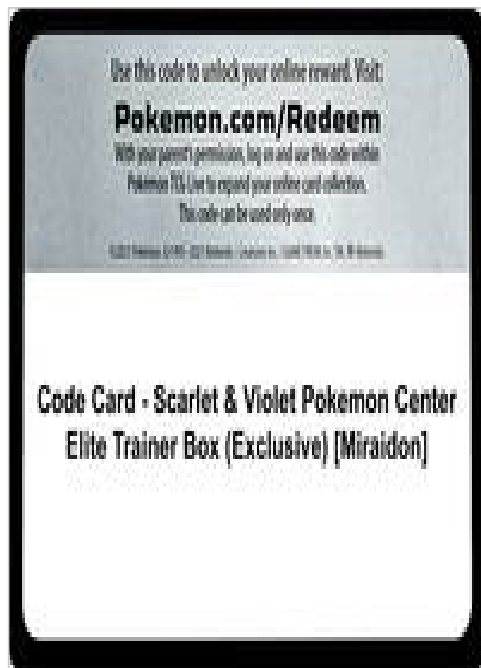 Use this code to unlock your online reward. Visit:
Pokemon.com/Redeem
With your parent's permission, log on and use this code within
Pokémon TCG Live to expand your online card collection.
This code can be used only once.
Code Card - Scarlet & Violet Pokemon Center
Elite Trainer Box (Exclusive) [Miraidon]